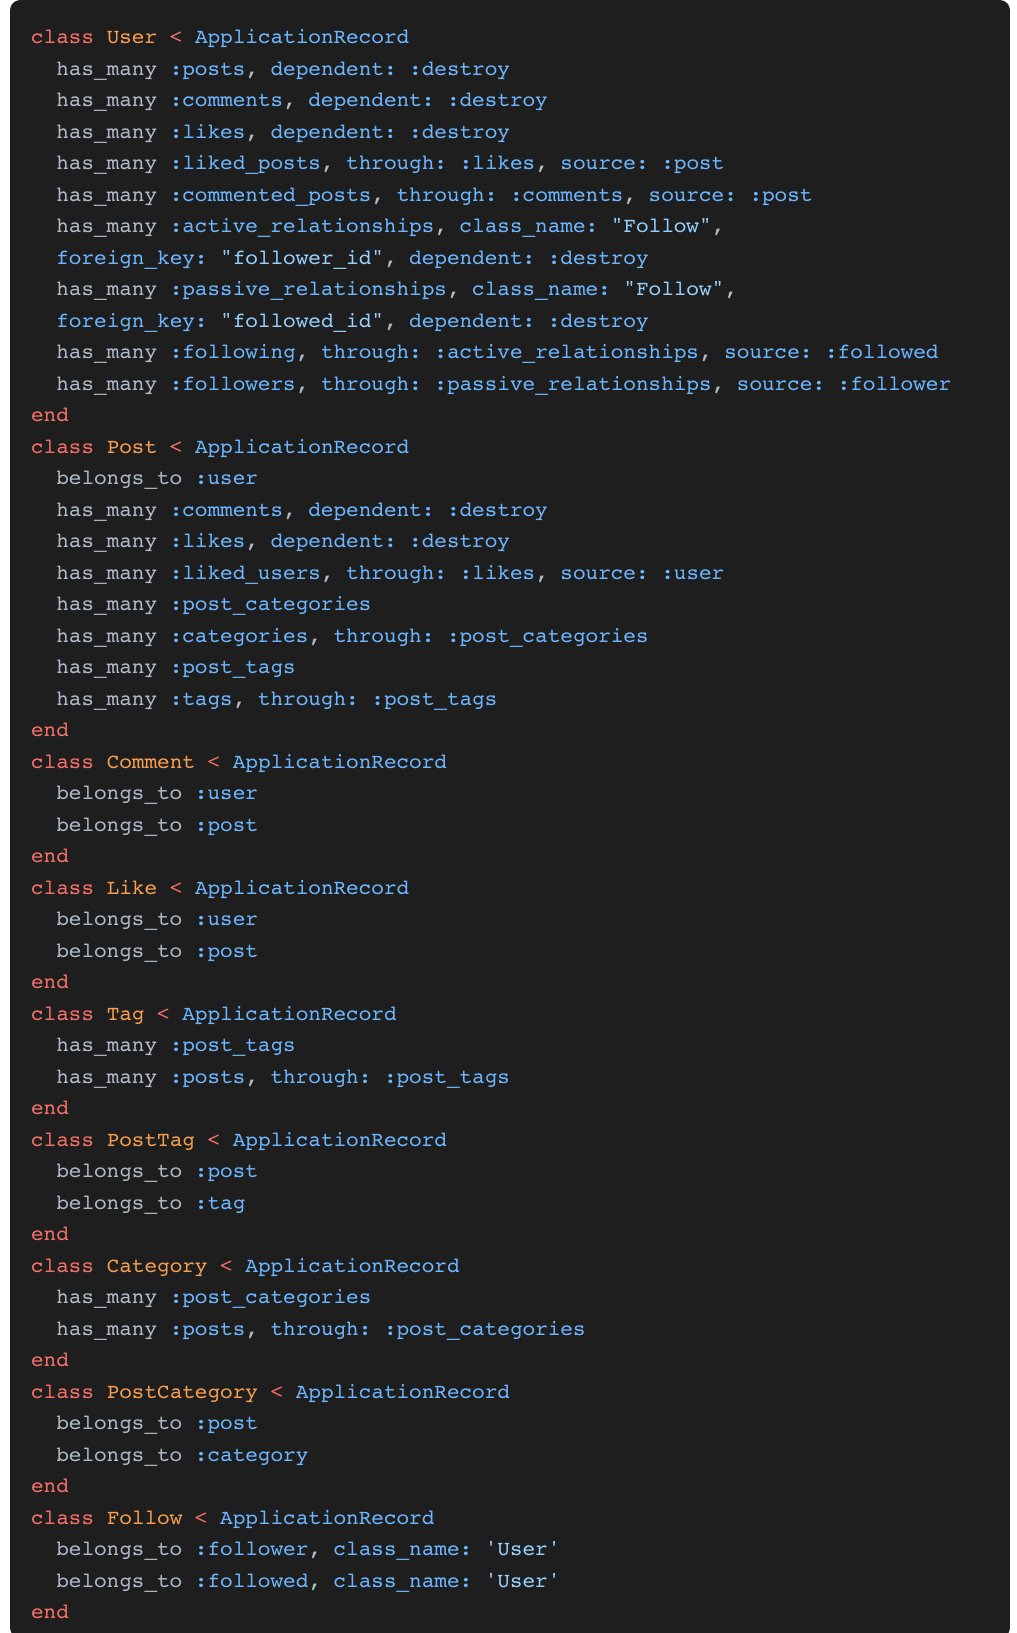 class User < ApplicationRecord
  has_many :posts, dependent: :destroy
  has_many :comments, dependent: :destroy
  has_many :likes, dependent: :destroy
  has_many :liked_posts, through: :likes, source: :post
  has_many :commented_posts, through: :comments, source: :post
  has_many :active_relationships, class_name: "Follow",
  foreign_key: "follower_id", dependent: :destroy
  has_many :passive_relationships, class_name: "Follow",
  foreign_key: "followed_id", dependent: :destroy
  has_many :following, through: :active_relationships, source: :followed
  has_many :followers, through: :passive_relationships, source: :follower
end
class Post < ApplicationRecord
  belongs_to :user
  has_many :comments, dependent: :destroy
  has_many :likes, dependent: :destroy
  has_many :liked_users, through: :likes, source: :user
  has_many :post_categories
  has_many :categories, through: :post_categories
  has_many :post_tags
  has_many :tags, through: :post_tags
end
class Comment < ApplicationRecord
  belongs_to :user
  belongs_to :post
end
class Like < ApplicationRecord
  belongs_to :user
  belongs_to :post
end
class Tag < ApplicationRecord
  has_many :post_tags
  has_many :posts, through: :post_tags
end
class PostTag < ApplicationRecord
  belongs_to :post
  belongs_to :tag
end
class Category < ApplicationRecord
  has_many :post_categories
  has_many :posts, through: :post_categories
end
class PostCategory < ApplicationRecord
  belongs_to :post
  belongs_to :category
end
class Follow < ApplicationRecord
  belongs_to :follower, class_name: 'User'
  belongs_to :followed, class_name: 'User'
end